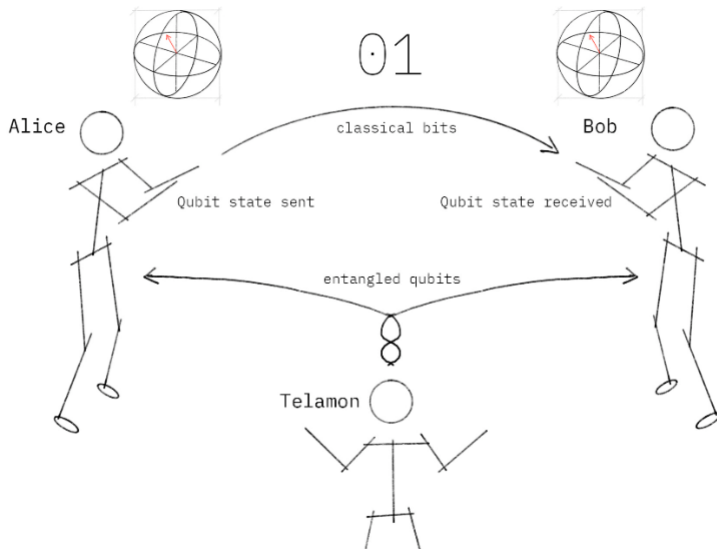 01
Alice
classical bits
Bob
Qubit state sent
Qubit state received
entangled qubits
Telamon